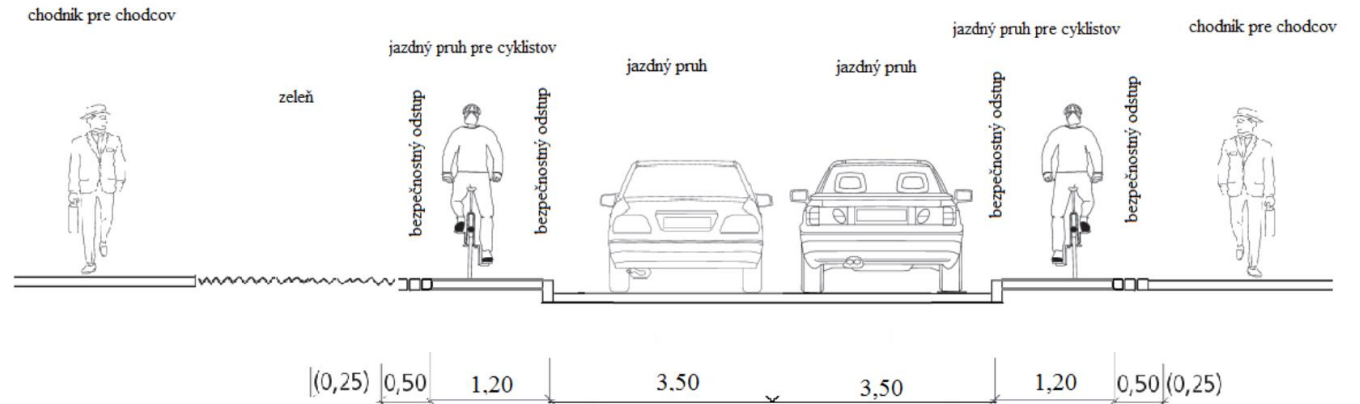 chodnik pre chodcov
zeleň
jazdný pruh pre cyklistov
bezpečnostný odstup
bezpečnostný odstup
jazdný pruh
jazdný pruh
jazdný pruh pre cyklistov
bezpečnostný odstup
bezpečnostný odstup
chodnik pre chodcov
(0,25) 0,50 1,20 3,50 3,50 1,20 0,50 (0,25)